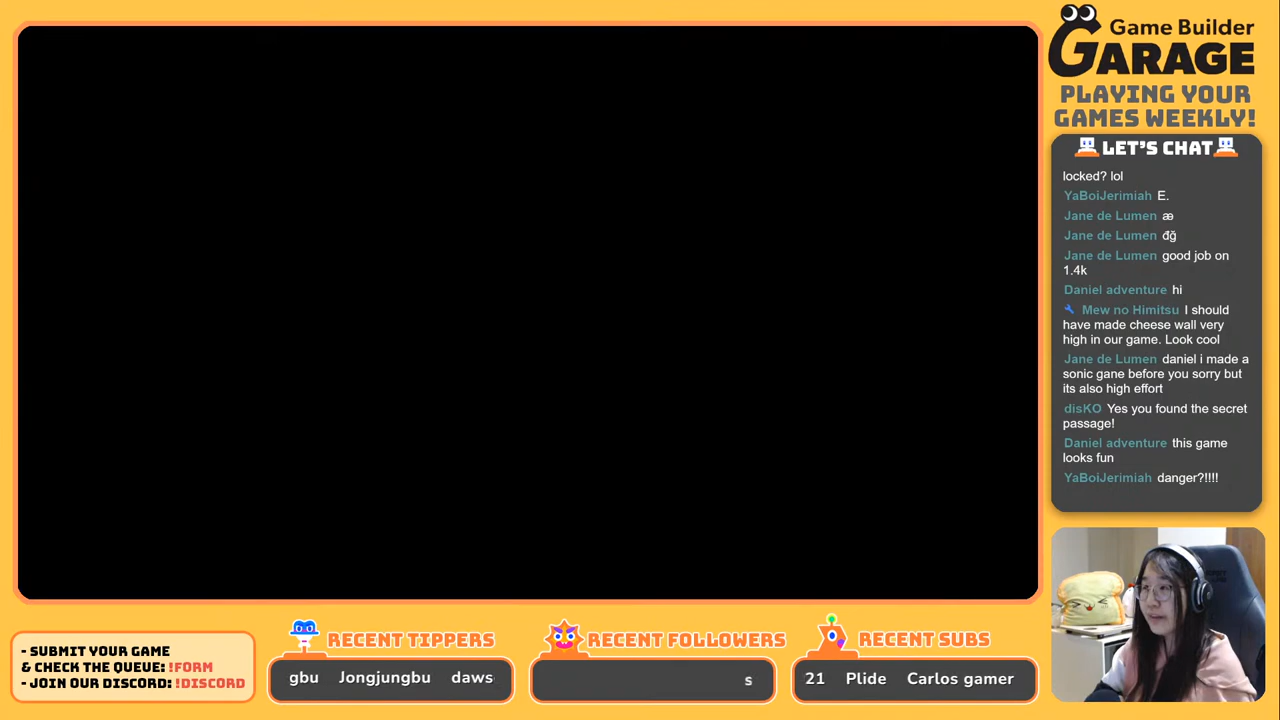 Game Builder
GARAGE
PLAYING YOUR
GAMES WEEKLY!
LET'S CHAT
locked? lol
YaBoiJerimiah E.
Jane de Lumen æ
Jane de Lumen đğ
Jane de Lumen good job on
1.4k
Daniel adventure hi
Mew no Himitsu I should
have made cheese wall very
high in our game. Look cool
Jane de Lumen daniel i made a
sonic gane before you sorry but
its also high effort
disKO Yes you found the secret
passage!
Daniel adventure this game
looks fun
YaBoiJerimiah danger?!!!!
- SUBMIT YOUR GAME
& CHECK THE QUEUE: !FORM
- JOIN OUR DISCORD: !DISCORD
RECENT TIPPERS
gbu Jongjungbu daws
RECENT FOLLOWERS
s
RECENT SUBS
21 Plide Carlos gamer